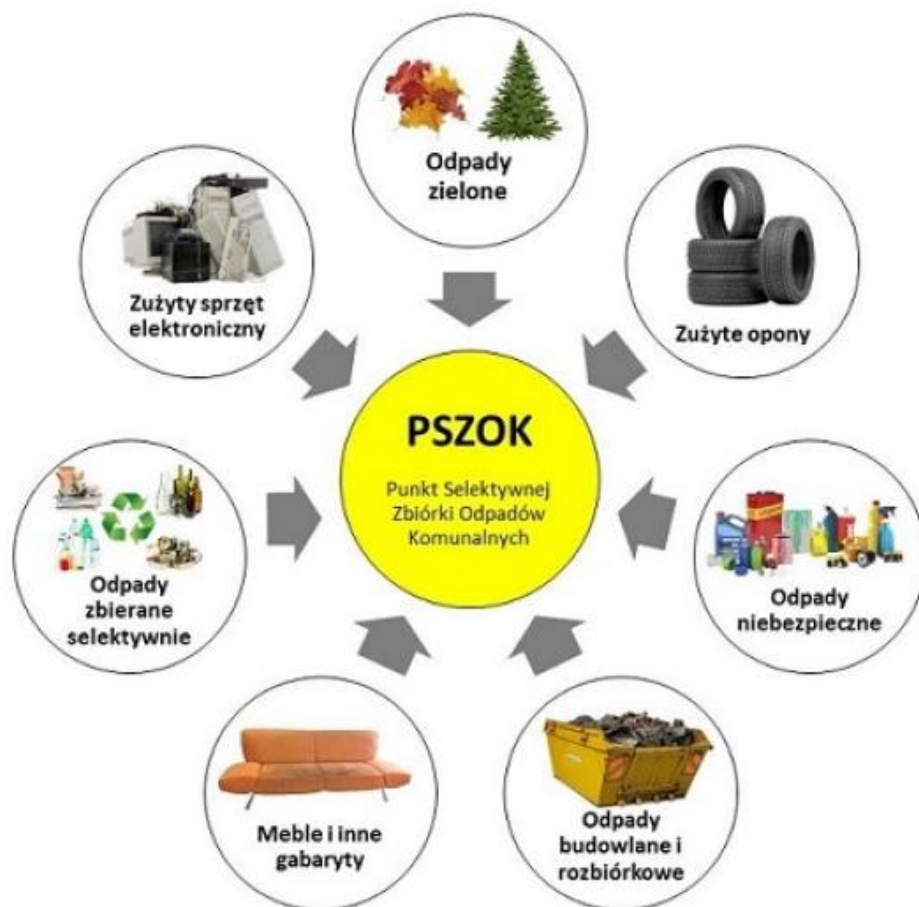 Odpady
zielone
Zużyty sprzęt
elektroniczny
Zużyte opony
PSZOK
Punkt Selektywnej
Zbiórki Odpadów
Komunalnych
Odpady
zbierane
selektywnie
Odpady
niebezpieczne
Meble i inne
gabaryty
Odpady
budowlane i
rozbiórkowe